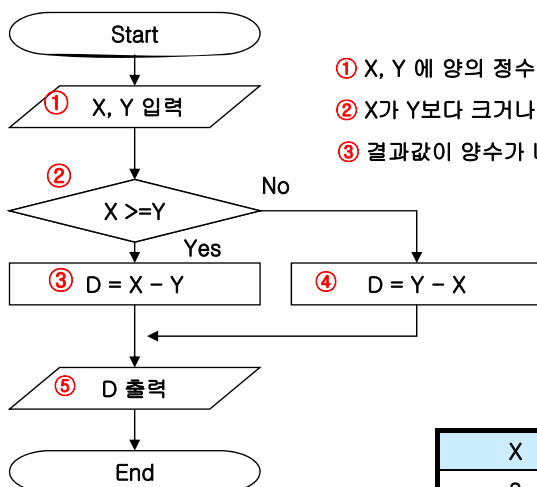 Start
① X, Y 입력
① X, Y 에 양의 정수
② X가 Y보다 크거나
③ 결과값이 양수가
②
X >=Y
No
Yes
③ D = X – Y
④ D = Y – X
⑤ D 출력
End
X